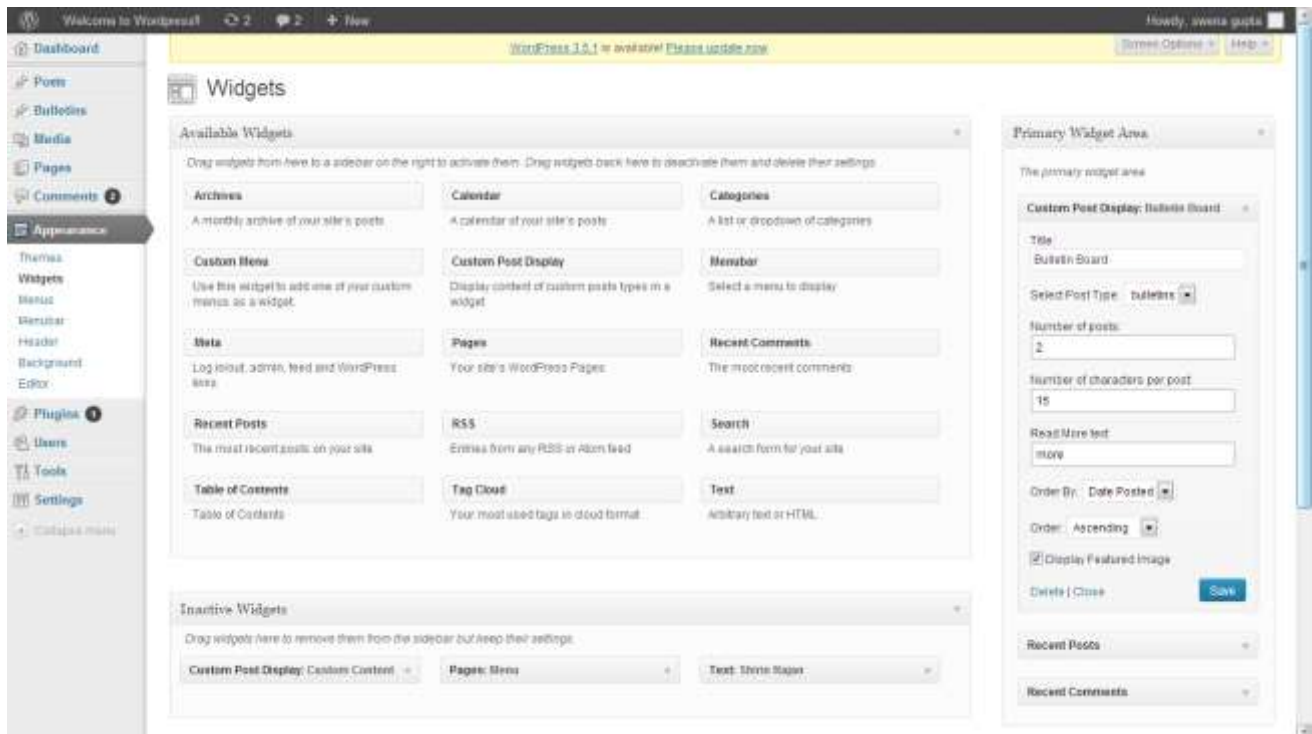 Welcome to Wordpress!! 2 2 + New
Howdy, swena gupta
WordPress 3.5.1 is available! Please update now.
Screen Options
Help
Dashboard
Posts
Bulletins
Media
Pages
Comments 2
Appearance
Themes
Widgets
Menus
Menubar
Header
Background
Editor
Plugins 1
Users
Tools
Settings
Collapse menu
Widgets
Available Widgets
Drag widgets from here to a sidebar on the right to activate them. Drag widgets back here to deactivate them and delete their settings.
Archives
A monthly archive of your site's posts
Calendar
A calendar of your site's posts
Categories
A list or dropdown of categories
Custom Menu
Use this widget to add one of your custom
menus as a widget.
Custom Post Display
Display content of custom posts types in a
widget
Menubar
Select a menu to display
Meta
Log in/out, admin, feed and WordPress
links
Pages
Your site's WordPress Pages
Recent Comments
The most recent comments
Recent Posts
The most recent posts on your site
RSS
Entries from any RSS or Atom feed
Search
A search form for your site
Table of Contents
Table of Contents
Tag Cloud
Your most used tags in cloud format
Text
Arbitrary text or HTML
Inactive Widgets
Drag widgets here to remove them from the sidebar but keep their settings.
Custom Post Display: Custom Content
Pages: Menu
Text:
Primary Widget Area
The primary widget area
Custom Post Display: Bulletin Board
Title
Bulletin Board
Select Post Type: bulletins
Number of posts:
2
Number of characters per post
15
Read More text
more
Order By: Date Posted
Order: Ascending
Display Featured Image
Delete | Close
Save
Recent Posts
Recent Comments